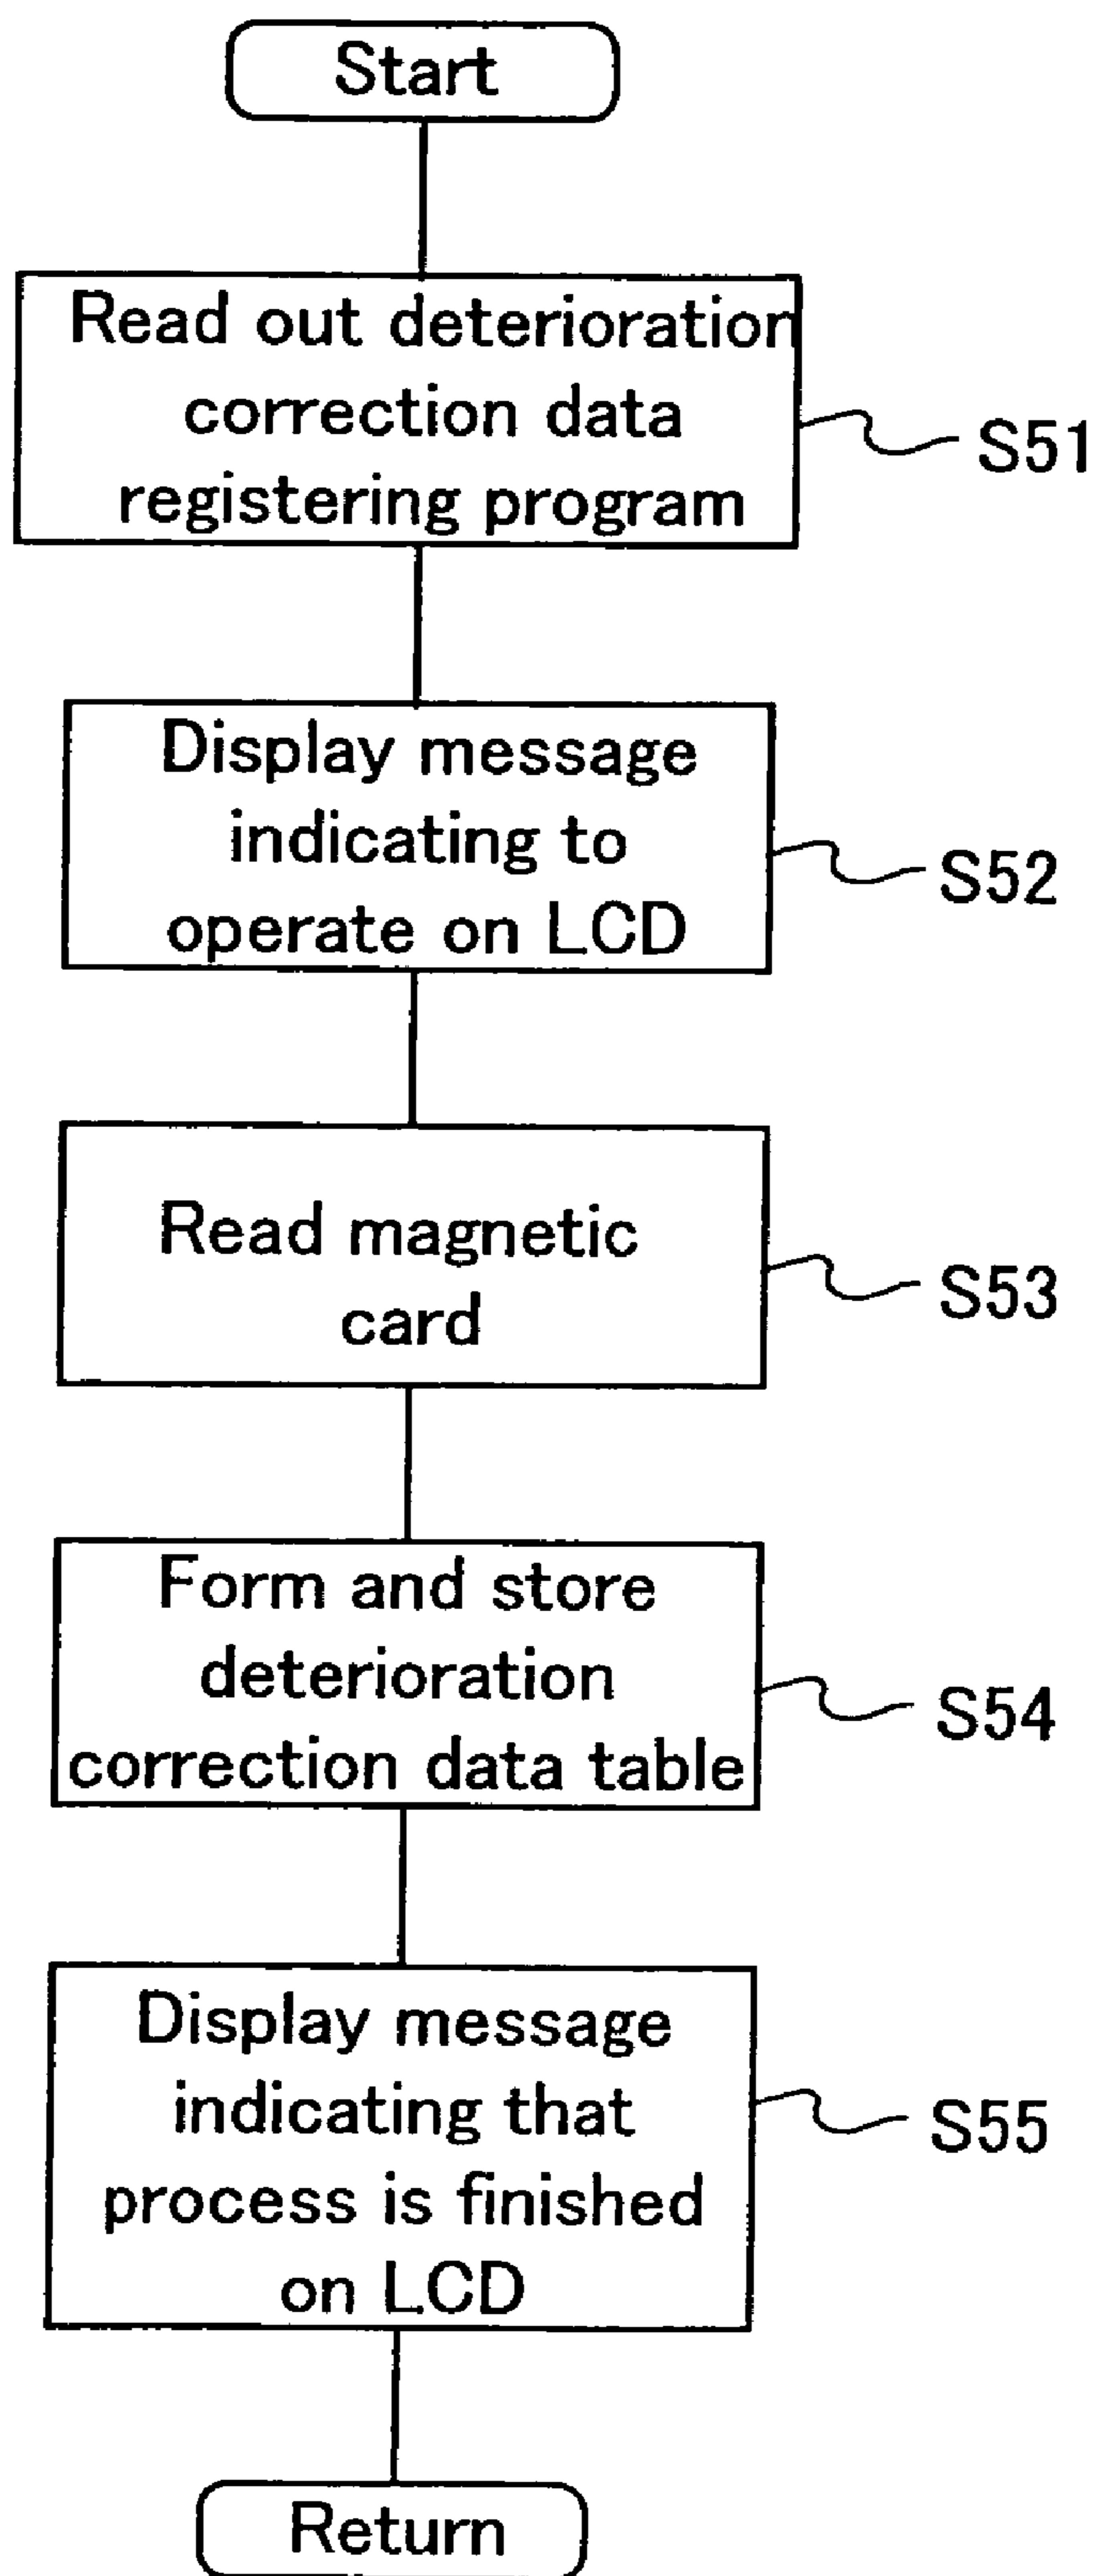 Start
Read out deterioration
correction data
registering program
S51
Display message
indicating to
operate on LCD
S52
Read magnetic
card
S53
Form and store
deterioration
correction data table
S54
Display message
indicating that
process is finished
on LCD
S55
Return